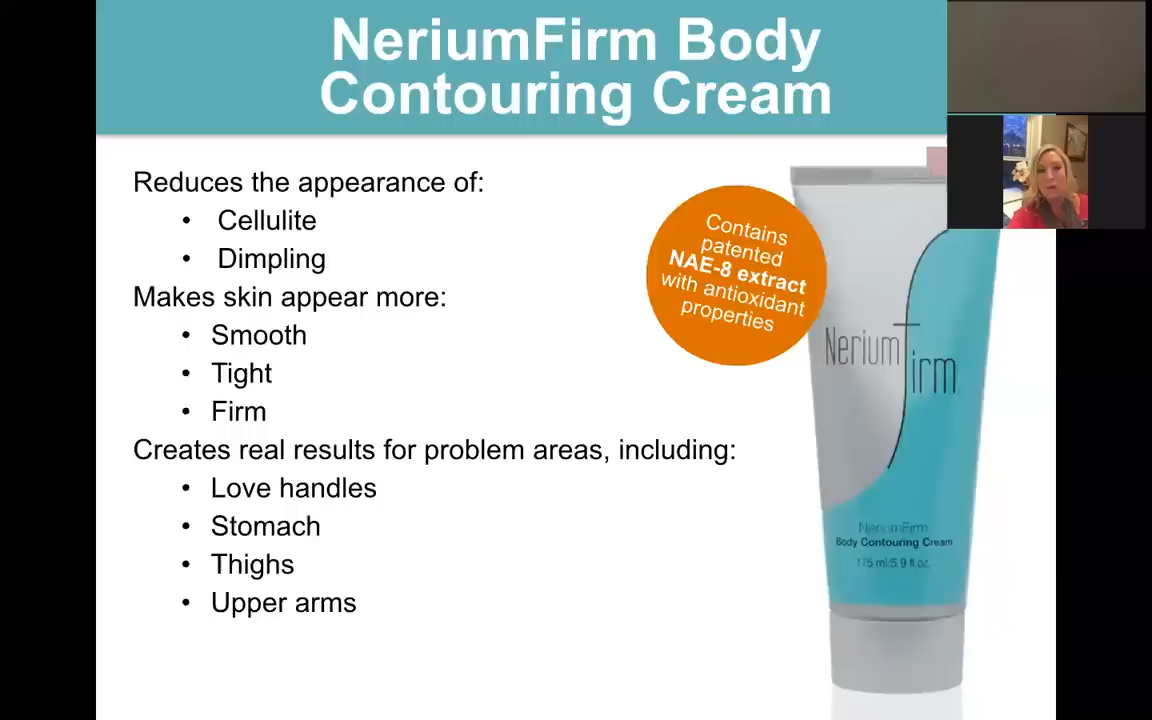 NeriumFirm Body
Contouring Cream
Reduces the appearance of:
• Cellulite
• Dimpling
Makes skin appear more:
• Smooth
• Tight
• Firm
Creates real results for problem areas, including:
• Love handles
• Stomach
• Thighs
• Upper arms
Contains
patented
NAE-8 extract
with antioxidant
properties
Neriumfirm
NeriumFirm
Body Contouring Cream
175 ml/5.9 fl.oz.